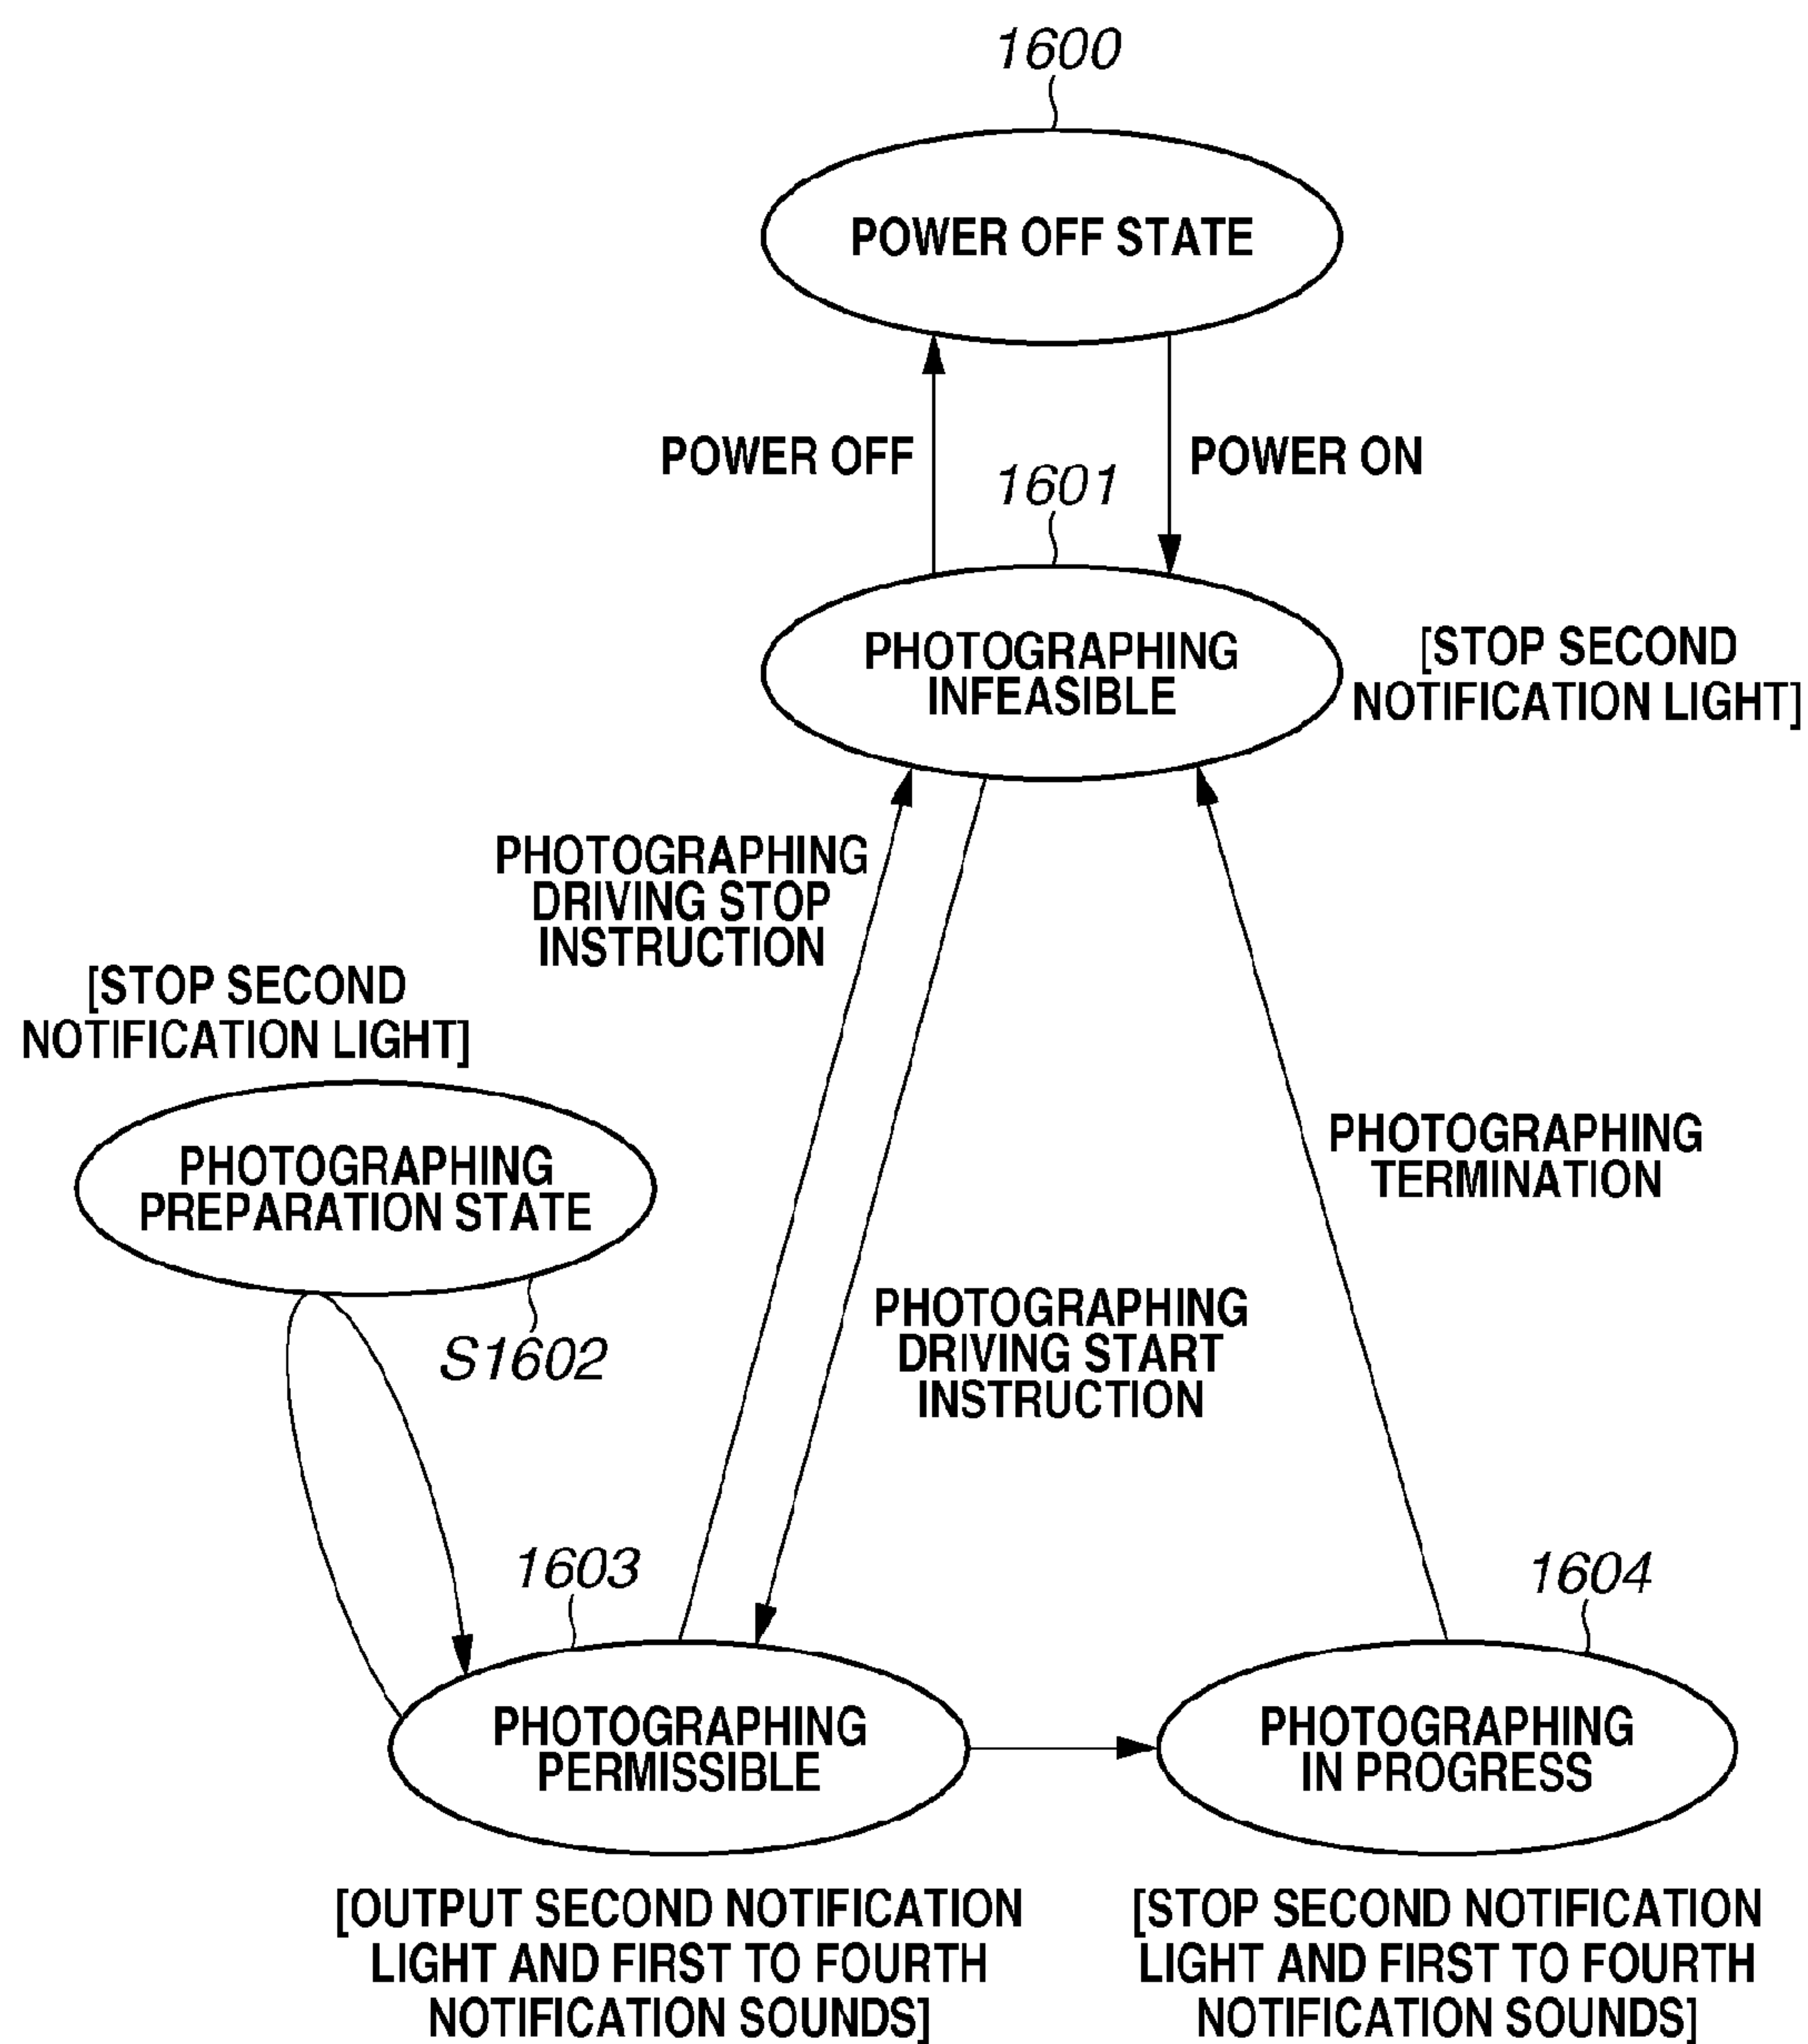 1600
POWER OFF STATE
POWER OFF
POWER ON
1601
PHOTOGRAPHING
INFEASIBLE
[STOP SECOND
NOTIFICATION LIGHT]
PHOTOGRAPHING
DRIVING STOP
INSTRUCTION
[STOP SECOND
NOTIFICATION LIGHT]
PHOTOGRAPHING
PREPARATION STATE
S1602
PHOTOGRAPHING
TERMINATION
PHOTOGRAPHING
DRIVING START
INSTRUCTION
1603
PHOTOGRAPHING
PERMISSIBLE
[OUTPUT SECOND NOTIFICATION
LIGHT AND FIRST TO FOURTH
NOTIFICATION SOUNDS]
1604
PHOTOGRAPHING
IN PROGRESS
[STOP SECOND NOTIFICATION
LIGHT AND FIRST TO FOURTH
NOTIFICATION SOUNDS]